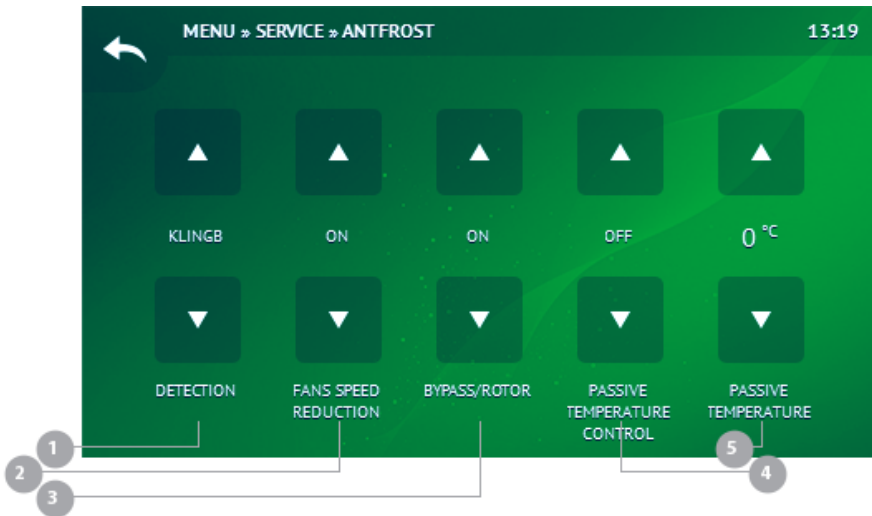 MENU » SERVICE » ANTFROST
13:19
KLINGB
ON
ON
OFF
0 °C
DETECTION
FANS SPEED
REDUCTION
BYPASS/ROTOR
PASSIVE
TEMPERATURE
CONTROL
PASSIVE
TEMPERATURE
1
2
3
5
4